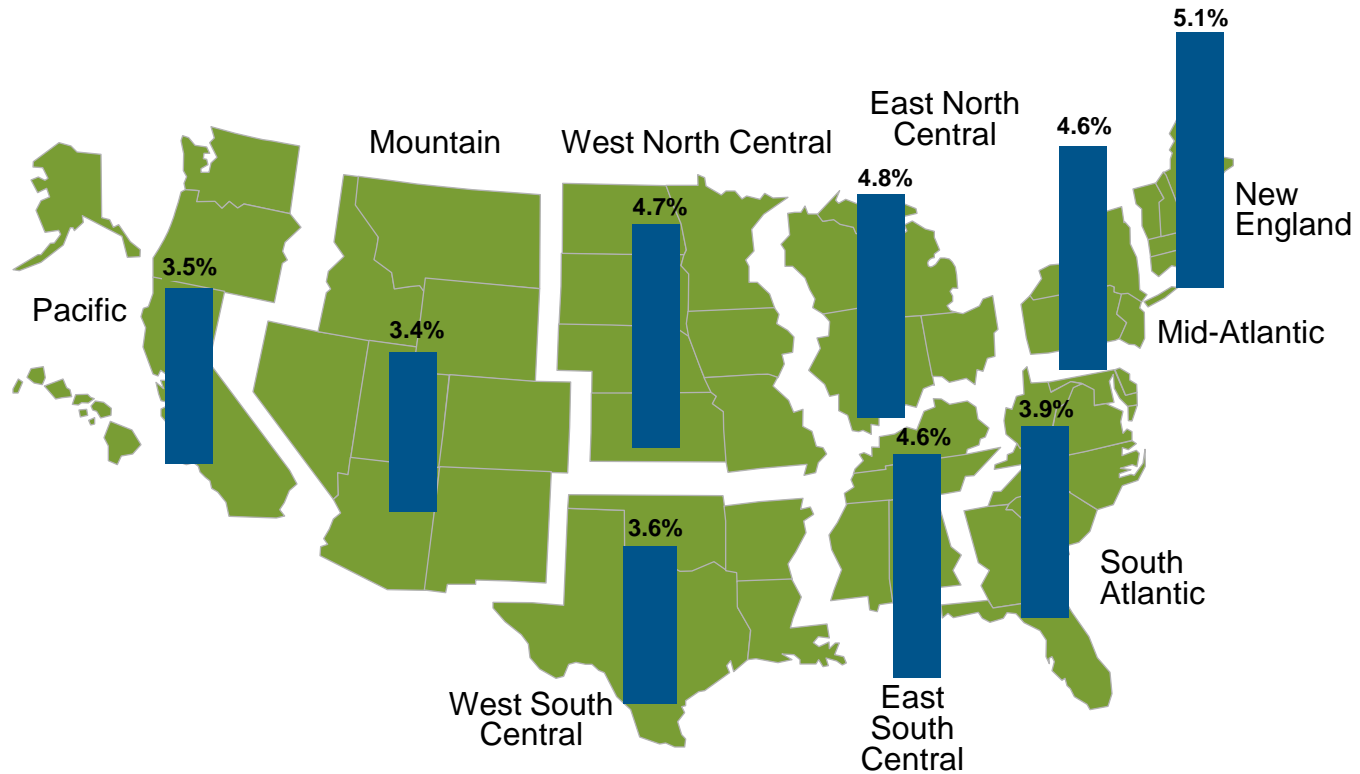 5.1%
East North
Central
4.6%
Mountain
West North Central
4.8%
New
England
4.7%
3.5%
Pacific
3.4%
Mid-Atlantic
3.9%
4.6%
3.6%
South
Atlantic
West South
Central
East
South
Central